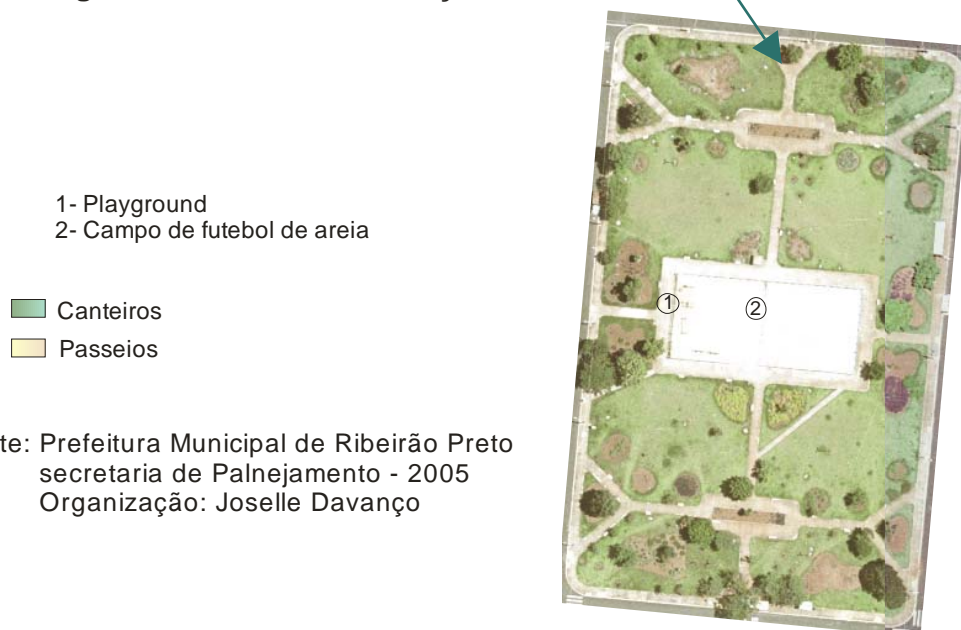 1- Playground
2- Campo de futebol de areia
Canteiros
Passeios
te: Prefeitura Municipal de Ribeirão Preto
secretaria de Palnejamento - 2005
Organização: Joselle Davanço
1
2